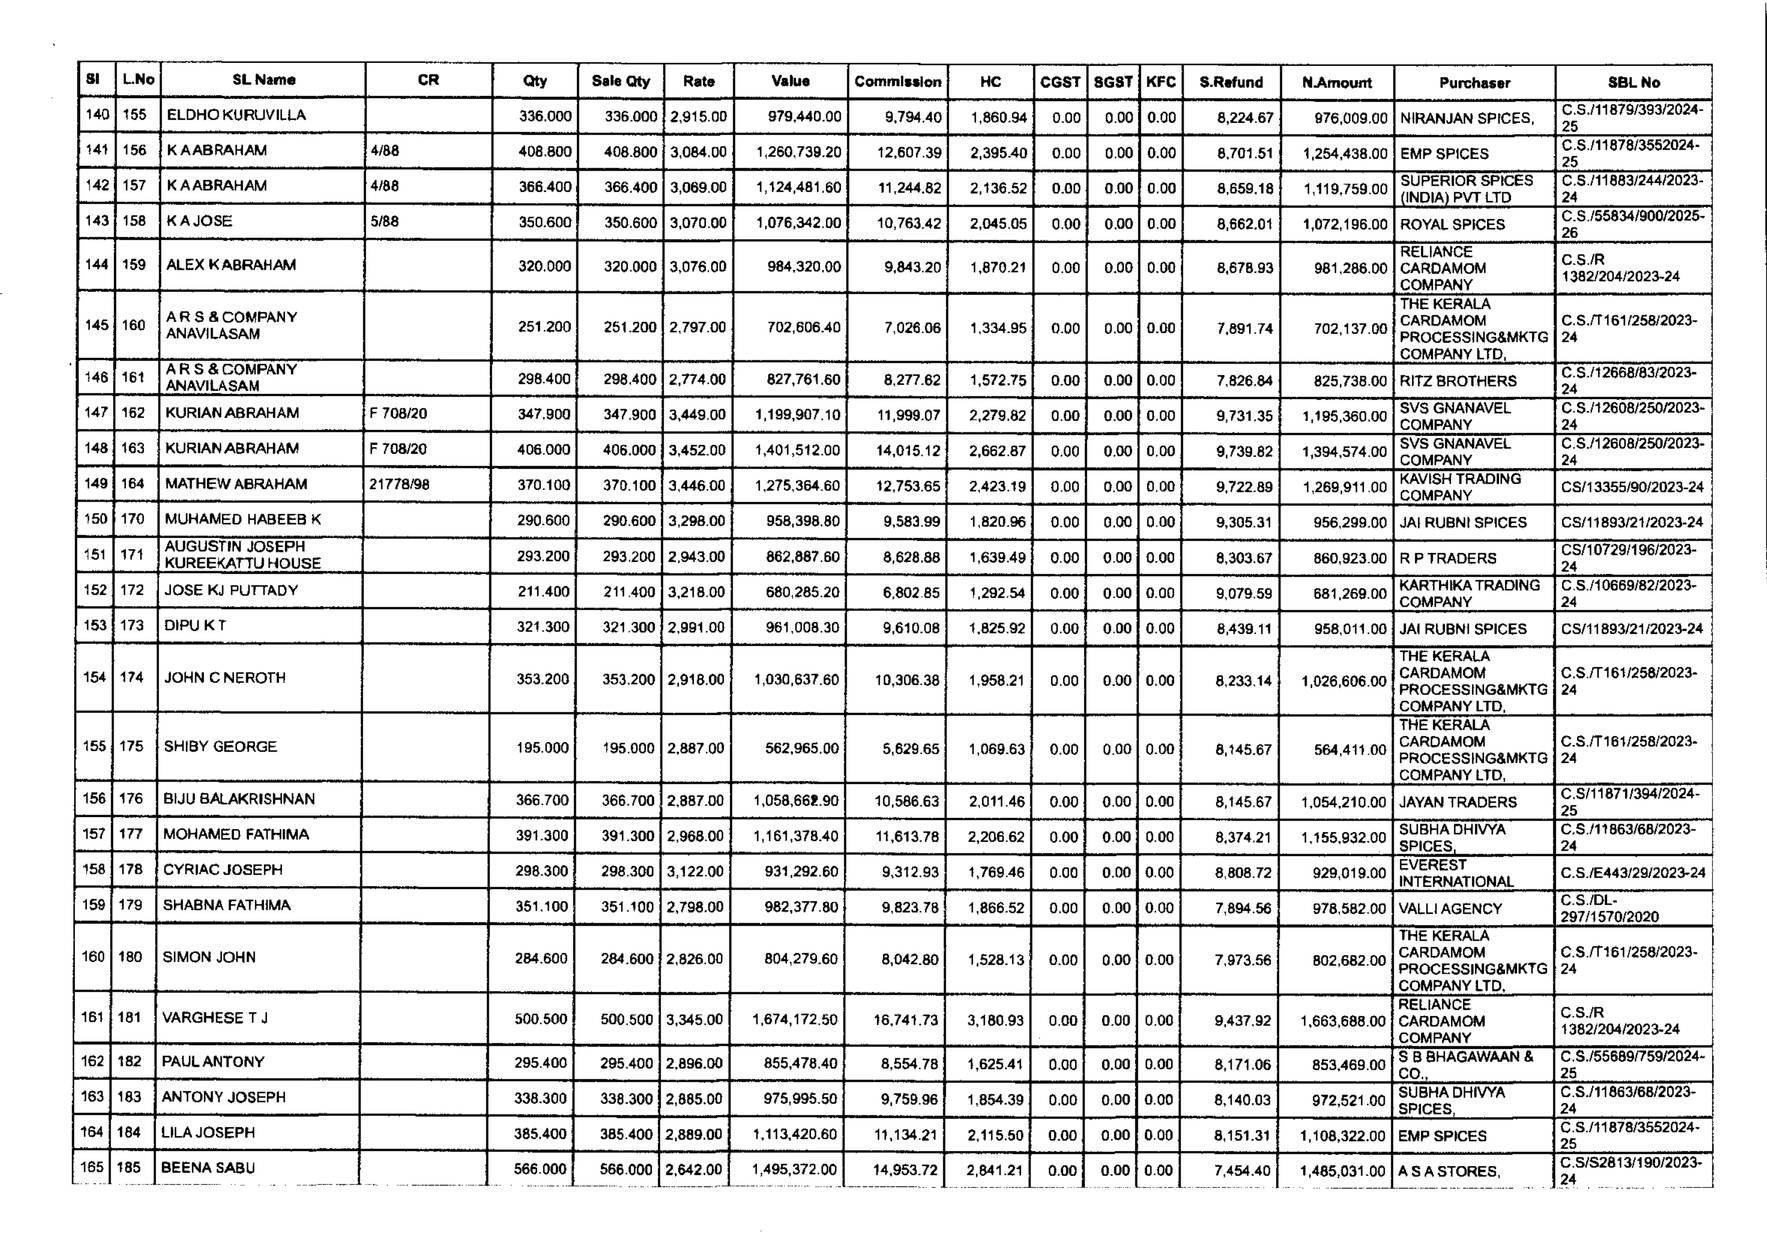 Sl L.No SL Name CR Qty Sale Qty Rate Value Commission HC CGST SGST KFC S.Refund N.Amount Purchaser SBL No
140 155 ELDHO KURUVILLA 336.000 336.000 2,915.00 979,440.00 9,794.40 1,860.94 0.00 0.00 0.00 8,224.67 976,009.00 NIRANJAN SPICES, C.S./11879/393/2024-
25
141 156 K A ABRAHAM 4/88 408.800 408.800 3,084.00 1,260,739.20 12,607.39 2,395.40 0.00 0.00 0.00 8,701.51 1,254,438.00 EMP SPICES C.S./11878/3552024-
25
142 157 K A ABRAHAM 4/88 366.400 366.400 3,069.00 1,124,481.60 11,244.82 2,136.52 0.00 0.00 0.00 8,659.18 1,119,759.00 SUPERIOR SPICES C.S./11883/244/2023-
(INDIA) PVT LTD 24
143 158 K A JOSE 5/88 350.600 350.600 3,070.00 1,076,342.00 10,763.42 2,045.05 0.00 0.00 0.00 8,662.01 1,072,196.00 ROYAL SPICES C.S./55834/900/2025-
26
144 159 ALEX K ABRAHAM 320.000 320.000 3,076.00 984,320.00 9,843.20 1,870.21 0.00 0.00 0.00 8,678.93 981,286.00 RELIANCE C.S./R
CARDAMOM 1382/204/2023-24
COMPANY
145 160 A R S & COMPANY 251.200 251.200 2,797.00 702,606.40 7,026.06 1,334.95 0.00 0.00 0.00 7,891.74 702,137.00 THE KERALA C.S./T161/258/2023-
ANAVILASAM CARDAMOM 24
PROCESSING&MKTG
COMPANY LTD,
146 161 A R S & COMPANY 298.400 298.400 2,774.00 827,761.60 8,277.62 1,572.75 0.00 0.00 0.00 7,826.84 825,738.00 RITZ BROTHERS C.S./12668/83/2023-
ANAVILASAM 24
147 162 KURIAN ABRAHAM F 708/20 347.900 347.900 3,449.00 1,199,907.10 11,999.07 2,279.82 0.00 0.00 0.00 9,731.35 1,195,360.00 SVS GNANAVEL C.S./12608/250/2023-
COMPANY 24
148 163 KURIAN ABRAHAM F 708/20 406.000 406.000 3,452.00 1,401,512.00 14,015.12 2,662.87 0.00 0.00 0.00 9,739.82 1,394,574.00 SVS GNANAVEL C.S./12608/250/2023-
COMPANY 24
149 164 MATHEW ABRAHAM 21778/98 370.100 370.100 3,446.00 1,275,364.60 12,753.65 2,423.19 0.00 0.00 0.00 9,722.89 1,269,911.00 KAVISH TRADING CS/13355/90/2023-24
COMPANY
150 170 MUHAMED HABEEB K 290.600 290.600 3,298.00 958,398.80 9,583.99 1,820.96 0.00 0.00 0.00 9,305.31 956,299.00 JAI RUBNI SPICES CS/11893/21/2023-24
151 171 AUGUSTIN JOSEPH 293.200 293.200 2,943.00 862,887.60 8,628.88 1,639.49 0.00 0.00 0.00 8,303.67 860,923.00 R P TRADERS CS/10729/196/2023-
KUREEKATTU HOUSE 24
152 172 JOSE KJ PUTTADY 211.400 211.400 3,218.00 680,285.20 6,802.85 1,292.54 0.00 0.00 0.00 9,079.59 681,269.00 KARTHIKA TRADING C.S./10669/82/2023-
COMPANY 24
153 173 DIPU K T 321.300 321.300 2,991.00 961,008.30 9,610.08 1,825.92 0.00 0.00 0.00 8,439.11 958,011.00 JAI RUBNI SPICES CS/11893/21/2023-24
154 174 JOHN C NEROTH 353.200 353.200 2,918.00 1,030,637.60 10,306.38 1,958.21 0.00 0.00 0.00 8,233.14 1,026,606.00 THE KERALA C.S./T161/258/2023-
CARDAMOM 24
PROCESSING&MKTG
COMPANY LTD,
155 175 SHIBY GEORGE 195.000 195.000 2,887.00 562,965.00 5,629.65 1,069.63 0.00 0.00 0.00 8,145.67 564,411.00 THE KERALA C.S./T161/258/2023-
CARDAMOM 24
PROCESSING&MKTG
COMPANY LTD,
156 176 BIJU BALAKRISHNAN 366.700 366.700 2,887.00 1,058,662.90 10,586.63 2,011.46 0.00 0.00 0.00 8,145.67 1,054,210.00 JAYAN TRADERS C.S/11871/394/2024-
25
157 177 MOHAMED FATHIMA 391.300 391.300 2,968.00 1,161,378.40 11,613.78 2,206.62 0.00 0.00 0.00 8,374.21 1,155,932.00 SUBHA DHIVYA C.S./11863/68/2023-
SPICES, 24
158 178 CYRIAC JOSEPH 298.300 298.300 3,122.00 931,292.60 9,312.93 1,769.46 0.00 0.00 0.00 8,808.72 929,019.00 EVEREST C.S./E443/29/2023-24
INTERNATIONAL
159 179 SHABNA FATHIMA 351.100 351.100 2,798.00 982,377.80 9,823.78 1,866.52 0.00 0.00 0.00 7,894.56 978,582.00 VALLI AGENCY C.S./DL-
297/1570/2020
160 180 SIMON JOHN 284.600 284.600 2,826.00 804,279.60 8,042.80 1,528.13 0.00 0.00 0.00 7,973.56 802,682.00 THE KERALA C.S./T161/258/2023-
CARDAMOM 24
PROCESSING&MKTG
COMPANY LTD,
161 181 VARGHESE T J 500.500 500.500 3,345.00 1,674,172.50 16,741.73 3,180.93 0.00 0.00 0.00 9,437.92 1,663,688.00 RELIANCE C.S./R
CARDAMOM 1382/204/2023-24
COMPANY
162 182 PAUL ANTONY 295.400 295.400 2,896.00 855,478.40 8,554.78 1,625.41 0.00 0.00 0.00 8,171.06 853,469.00 S B BHAGAWAAN & C.S./55689/759/2024-
CO., 25
163 183 ANTONY JOSEPH 338.300 338.300 2,885.00 975,995.50 9,759.96 1,854.39 0.00 0.00 0.00 8,140.03 972,521.00 SUBHA DHIVYA C.S./11863/68/2023-
SPICES, 24
164 184 LILA JOSEPH 385.400 385.400 2,889.00 1,113,420.60 11,134.21 2,115.50 0.00 0.00 0.00 8,151.31 1,108,322.00 EMP SPICES C.S./11878/3552024-
25
165 185 BEENA SABU 566.000 566.000 2,642.00 1,495,372.00 14,953.72 2,841.21 0.00 0.00 0.00 7,454.40 1,485,031.00 A S A STORES, C.S/S2813/190/2023-
24